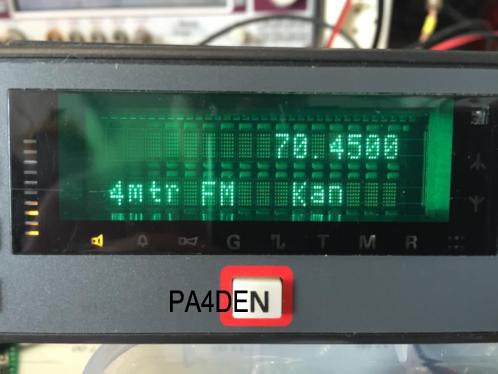 70.4500
4mtr FM Kan
G T M R
PA4DEN